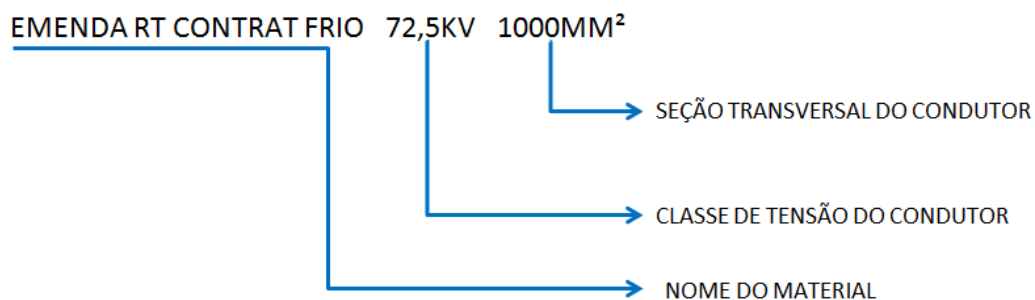 EMENDA RT CONTRAT FRIO 72,5KV 1000MM²
SEÇÃO TRANSVERSAL DO CONDUTOR
CLASSE DE TENSÃO DO CONDUTOR
NOME DO MATERIAL